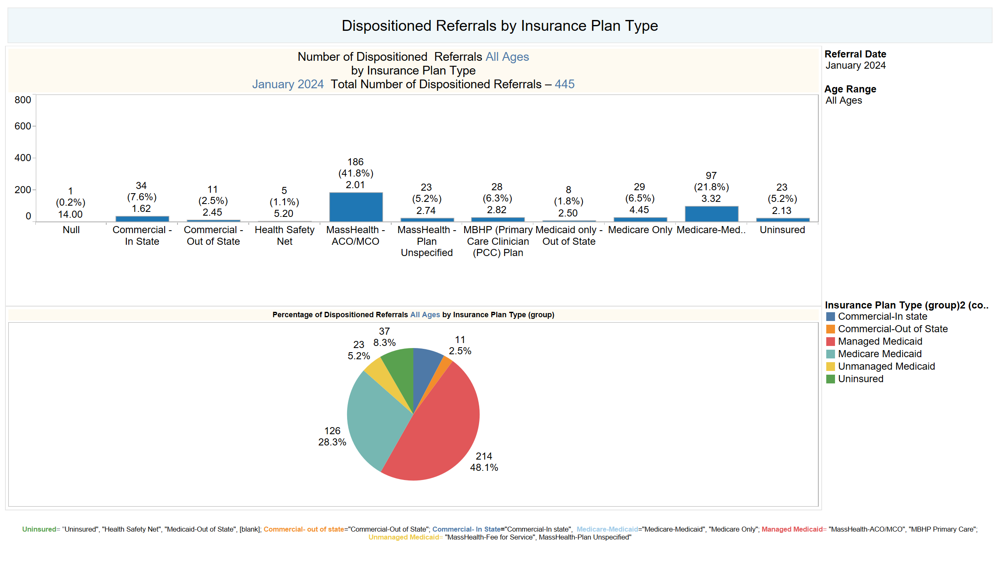 Dispositioned Referrals by Insurance Plan Type
Number of Dispositioned  Referrals All Ages
by Insurance Plan Type
January 2024  Total Number of Dispositioned Referrals – 445
Referral Date
January 2024
Age Range
All Ages
800
600
400
200
0
1
(0.2%)
14.00
34
(7.6%)
1.62
11
(2.5%)
2.45
5
(1.1%)
5.20
186
(41.8%)
2.01
23
(5.2%)
2.74
28
(6.3%)
2.82
8
(1.8%)
2.50
29
(6.5%)
4.45
97
(21.8%)
3.32
23
(5.2%)
2.13
Null
Commercial -
In State
Commercial -
Out of State
Health Safety
Net
MassHealth -
ACO/MCO
MassHealth -
Plan
Unspecified
MBHP (Primary
Care Clinician
(PCC) Plan
Medicaid only -
Out of State
Medicare Only
Medicare-Med..
Uninsured
Percentage of Dispositioned Referrals All Ages by Insurance Plan Type (group)
37
8.3%
11
2.5%
23
5.2%
126
28.3%
214
48.1%
Insurance Plan Type (group)2 (co..
Commercial-In state
Commercial-Out of State
Managed Medicaid
Medicare Medicaid
Unmanaged Medicaid
Uninsured
Uninsured= "Uninsured", "Health Safety Net", "Medicaid-Out of State", [blank]; Commercial- out of state="Commercial-Out of State"; Commercial- In State="Commercial-In state",  Medicare-Medicaid="Medicare-Medicaid", "Medicare Only"; Managed Medicaid= "MassHealth-ACO/MCO", "MBHP Primary Care";
Unmanaged Medicaid= "MassHealth-Fee for Service", MassHealth-Plan Unspecified"